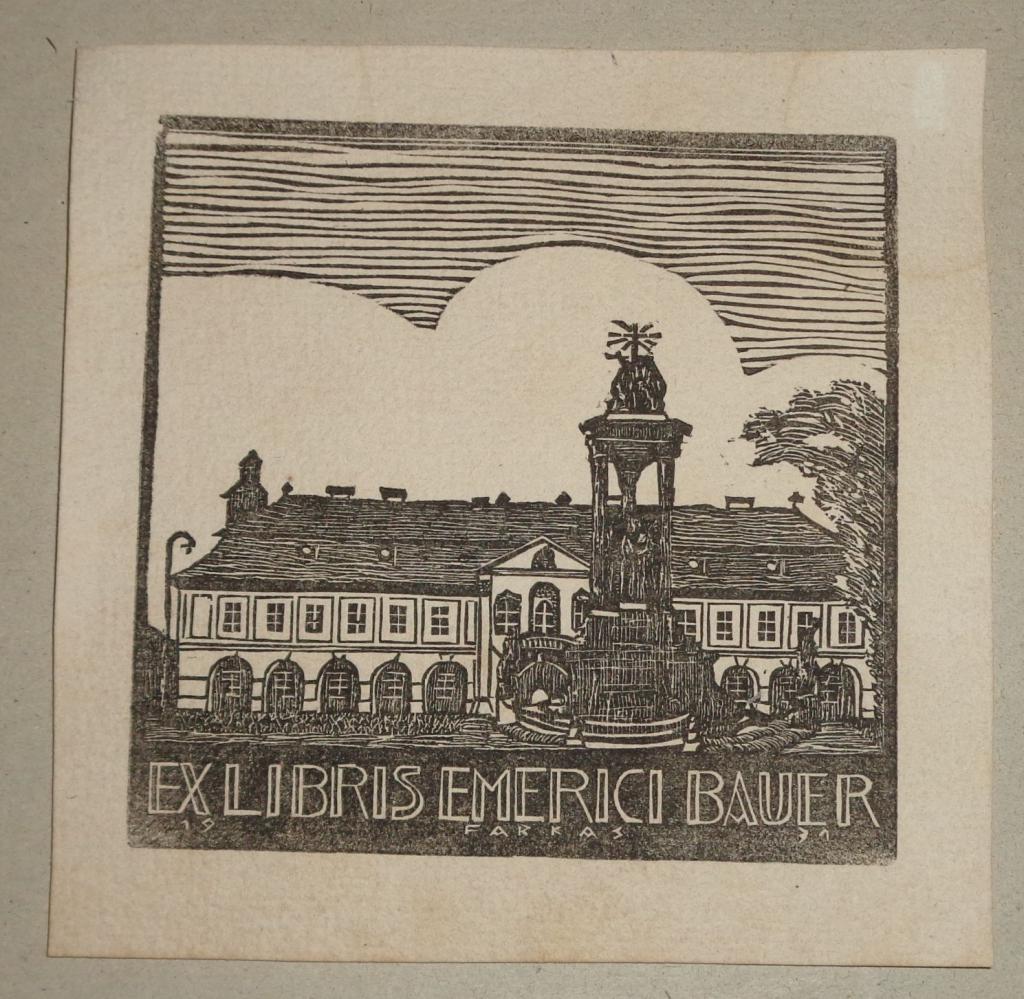 EX LIBRIS EMERICI BAUER
19 FARKAS 31